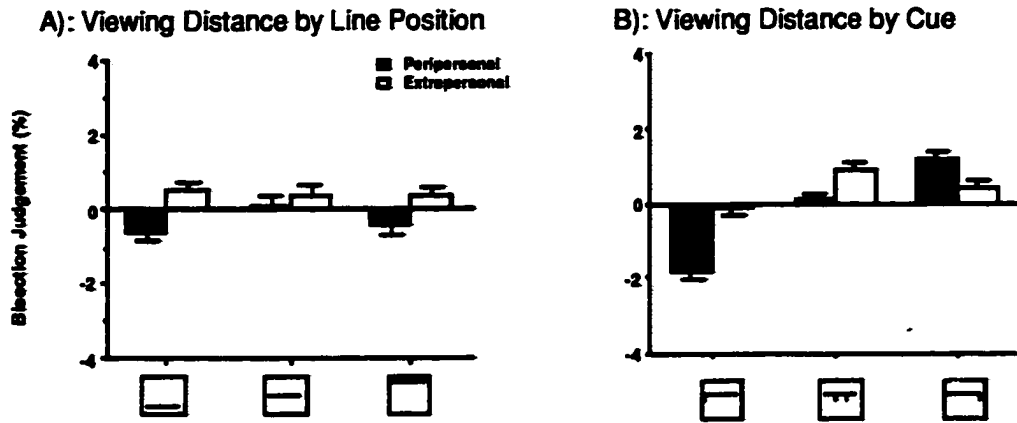 A): Viewing Distance by Line Position
B): Viewing Distance by Cue
Bisection Judgement (%)
4
2
0
-2
-4
Peripersonal
Extrapersonal
4
2
0
-2
-4